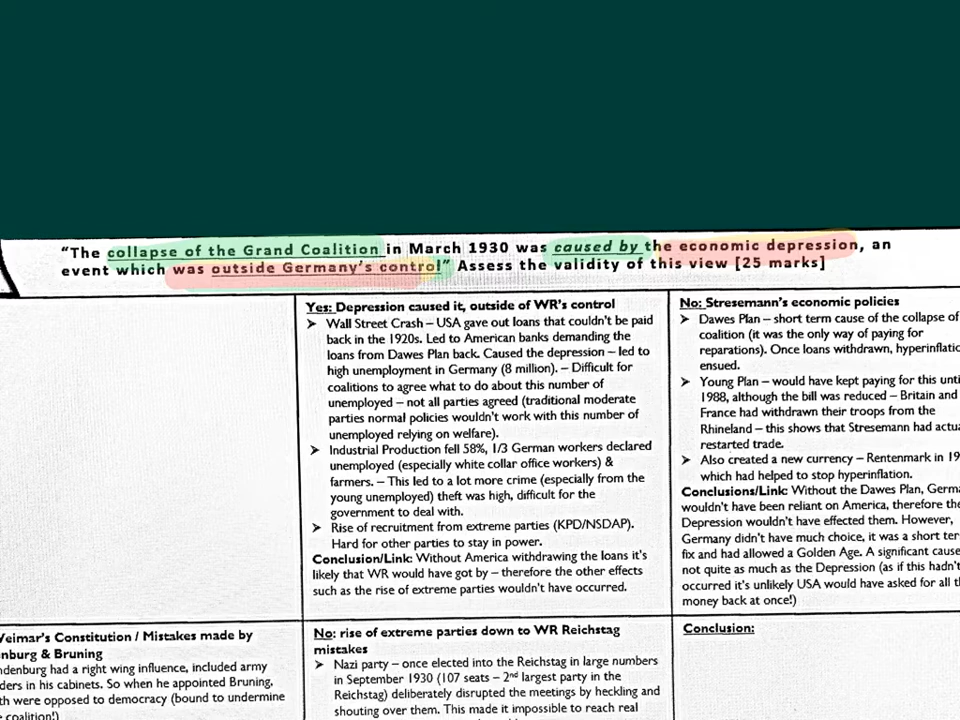 “The collapse of the Grand Coalition in March 1930 was caused by the economic depression, an
event which was outside Germany’s control” Assess the validity of this view [25 marks]
Yes: Depression caused it, outside of WR’s control
➢ Wall Street Crash – USA gave out loans that couldn’t be paid
back in the 1920s. Led to American banks demanding the
loans from Dawes Plan back. Caused the depression – led to
high unemployment in Germany (8 million). – Difficult for
coalitions to agree what to do about this number of
unemployed – not all parties agreed (traditional moderate
parties normal policies wouldn’t work with this number of
unemployed relying on welfare).
➢ Industrial Production fell 58%, 1/3 German workers declared
unemployed (especially white collar office workers) &
farmers. – This led to a lot more crime (especially from the
young unemployed) theft was high, difficult for the
government to deal with.
➢ Rise of recruitment from extreme parties (KPD/NSDAP).
Hard for other parties to stay in power.
Conclusion/Link: Without America withdrawing the loans it’s
likely that WR would have got by – therefore the other effects
such as the rise of extreme parties wouldn’t have occurred.
No: Stresemann’s economic policies
➢ Dawes Plan – short term cause of the collapse of
coalition (it was the only way of paying for
reparations). Once loans withdrawn, hyperinflatio
ensued.
➢ Young Plan – would have kept paying for this unti
1988, although the bill was reduced – Britain and
France had withdrawn their troops from the
Rhineland – this shows that Stresemann had actua
restarted trade.
➢ Also created a new currency – Rentenmark in 19
which had helped to stop hyperinflation.
Conclusions/Link: Without the Dawes Plan, Germa
wouldn’t have been reliant on America, therefore the
Depression wouldn’t have effected them. However,
Germany didn’t have much choice, it was a short ter
fix and had allowed a Golden Age. A significant cause
not quite as much as the Depression (as if this hadn’t
occurred it’s unlikely USA would have asked for all th
money back at once!)
Veimar’s Constitution / Mistakes made by
nburg & Bruning
ndenburg had a right wing influence, included army
ders in his cabinets. So when he appointed Bruning,
th were opposed to democracy (bound to undermine
coalition!)
No: rise of extreme parties down to WR Reichstag
mistakes
➢ Nazi party – once elected into the Reichstag in large numbers
in September 1930 (107 seats – 2nd largest party in the
Reichstag) deliberately disrupted the meetings by heckling and
shouting over them. This made it impossible to reach real
Conclusion: